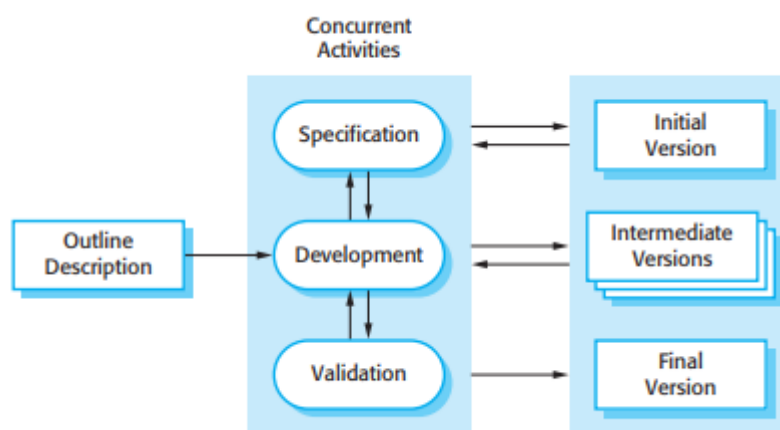 Concurrent
Activities
Specification
Initial
Version
Outline
Description
Development
Intermediate
Versions
Validation
Final
Version